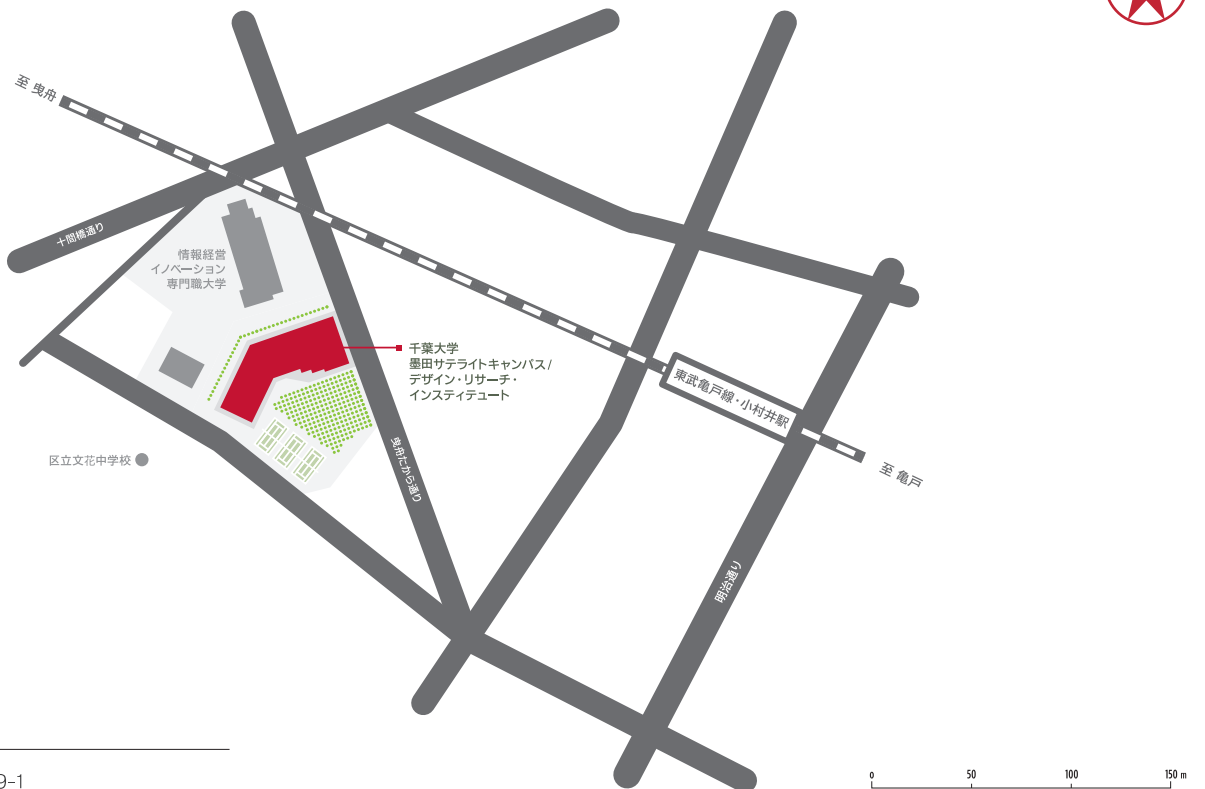 至 曳舟
十間橋通り
情報経営
イノベーション
専門職大学
千葉大学
墨田サテライトキャンパス/
デザイン・リサーチ・
インスティテュート
東武亀戸線・小村井駅
区立文花中学校
曳舟たから通り
至 亀戸
明治通り
9-1
0 50 100 150 m